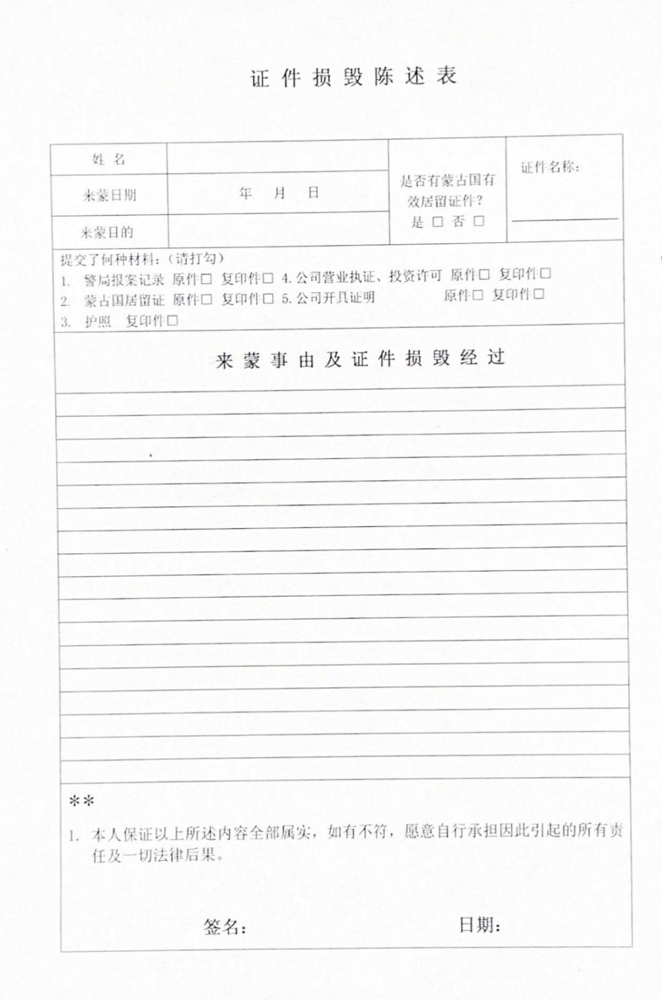 证件损毁陈述表
姓 名
来蒙日期
年 月 日
来蒙目的
是否有蒙古国有
效居留证件?
是 □ 否 □
证件名称:
提交了何种材料:(请打勾)
1. 警局报案记录 原件□ 复印件□ 4.公司营业执证、投资许可 原件□ 复印件□
2. 蒙古国居留证 原件□ 复印件□ 5.公司开具证明 原件□ 复印件□
3. 护照 复印件□
来蒙事由及证件损毁经过
**
1. 本人保证以上所述内容全部属实，如有不符，愿意自行承担因此引起的所有责
任及一切法律后果。
签名: 日期: